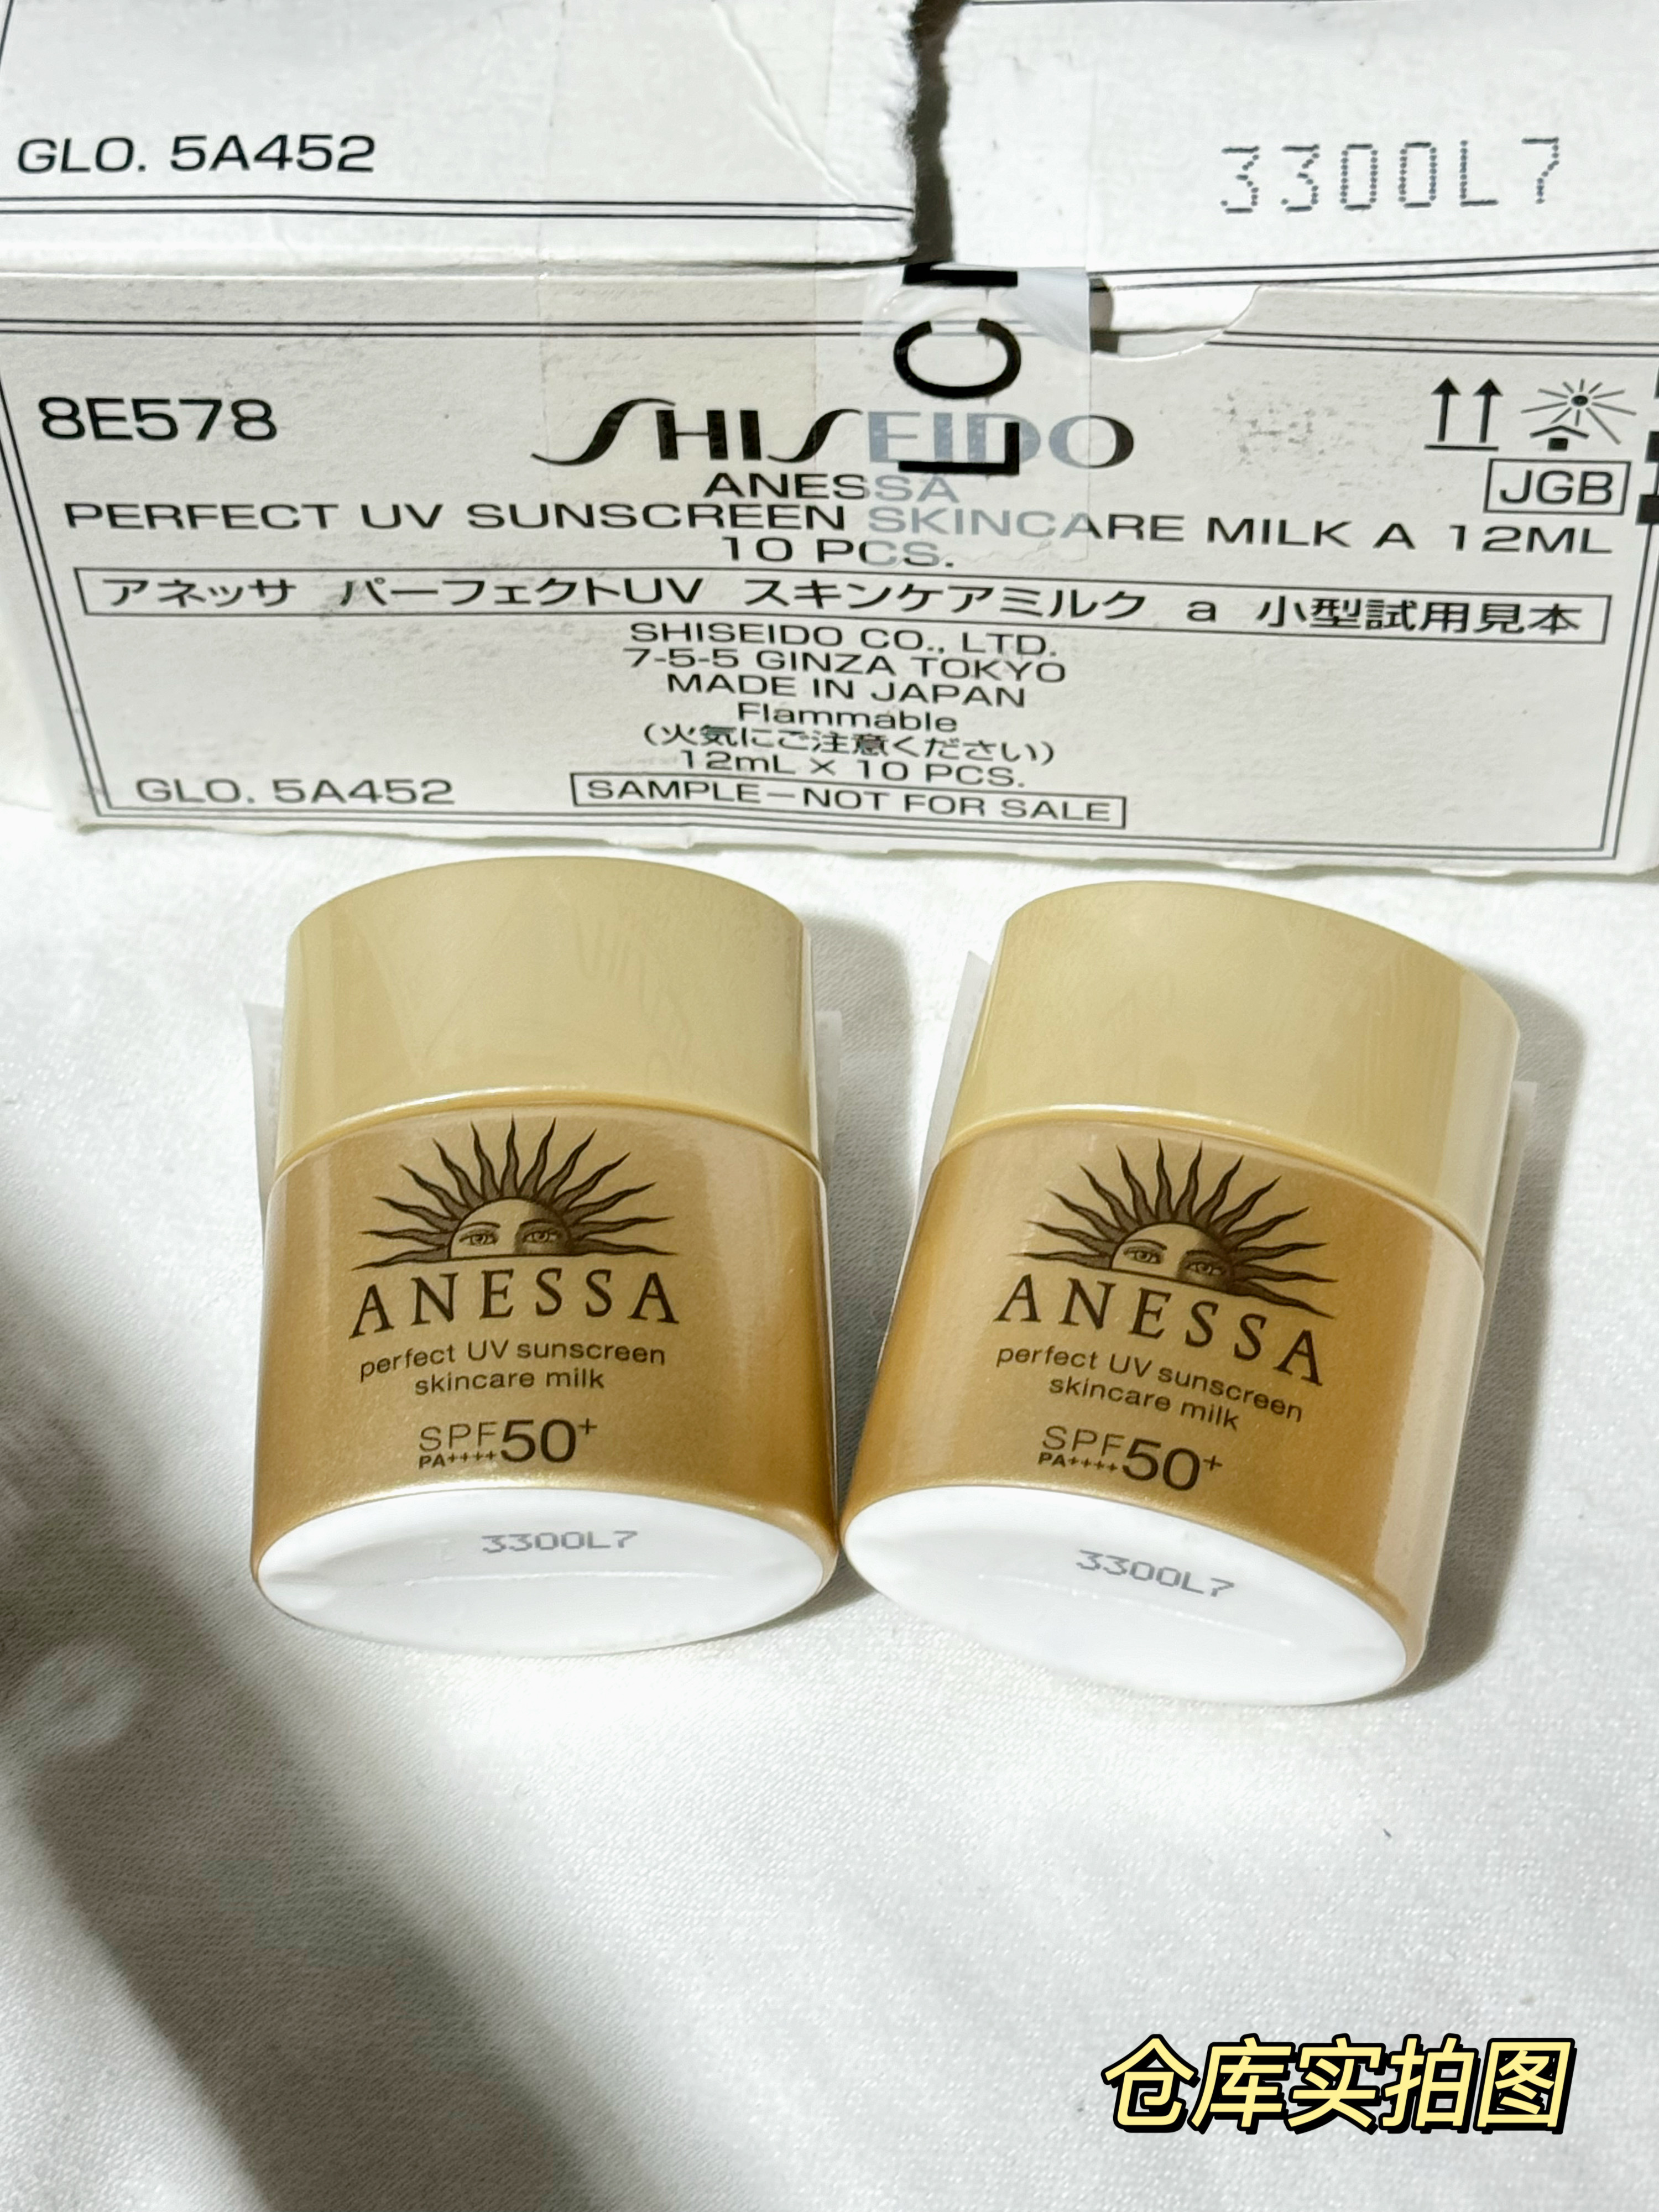 GLO. 5A452
3300L7
8E578
SHISEIDO
ANESSA
JGB
PERFECT UV SUNSCREEN SKINCARE MILK A 12ML
10 PCS.
アネッサ パーフェクトUV スキンケアミルク a 小型試用見本
SHISEIDO CO., LTD.
7-5-5 GINZA TOKYO
MADE IN JAPAN
Flammable
(火気にご注意ください)
12mL × 10 PCS.
GLO. 5A452
SAMPLE-NOT FOR SALE
ANESSA
perfect UV sunscreen
skincare milk
SPF 50+
PA++++
3300L7
ANESSA
perfect UV sunscreen
skincare milk
SPF 50+
PA++++
3300L7
仓库实拍图